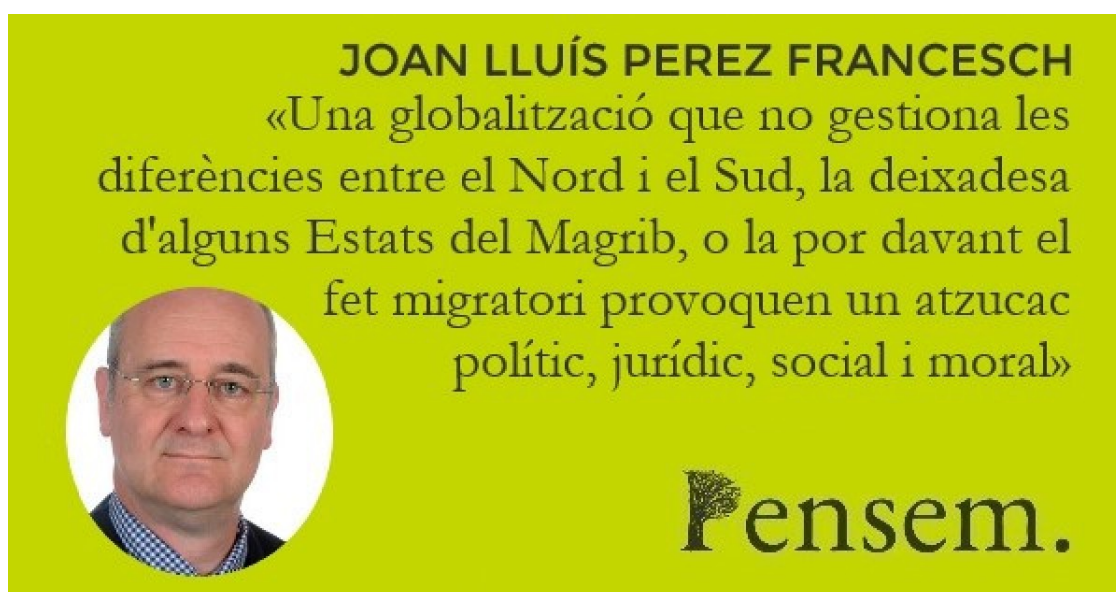 JOAN LLUÍS PEREZ FRANCESCH
«Una globalització que no gestiona les
diferències entre el Nord i el Sud, la deixadesa
d'alguns Estats del Magrib, o la por davant el
fet migratori provoquen un atzucac
polític, jurídic, social i moral»
Pensem.